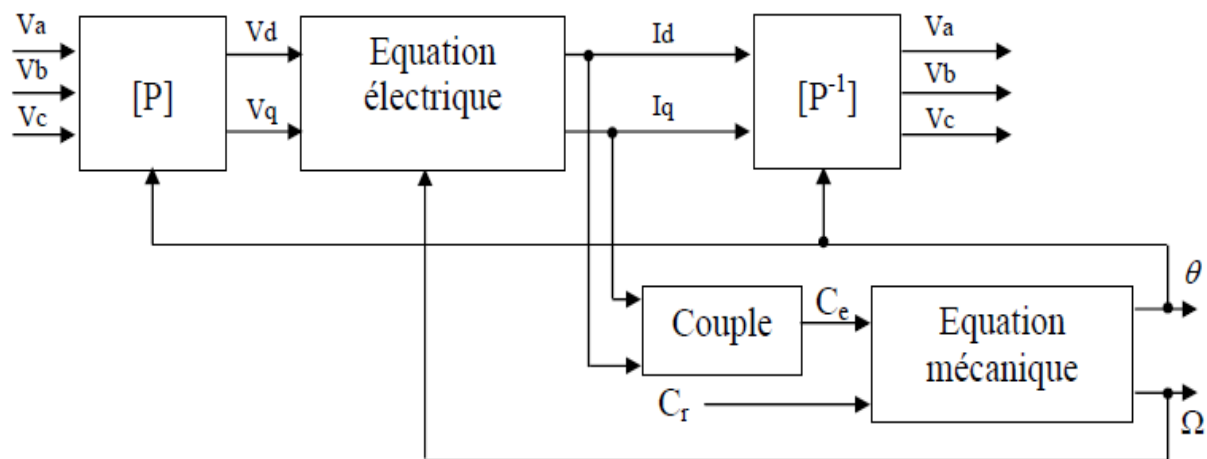 Va
Vb
Vc
[P]
Vd
Vq
Equation
électrique
Id
Iq
[P⁻¹]
Va
Vb
Vc
Couple
Cₑ
Cᵣ
Equation
mécanique
θ
Ω